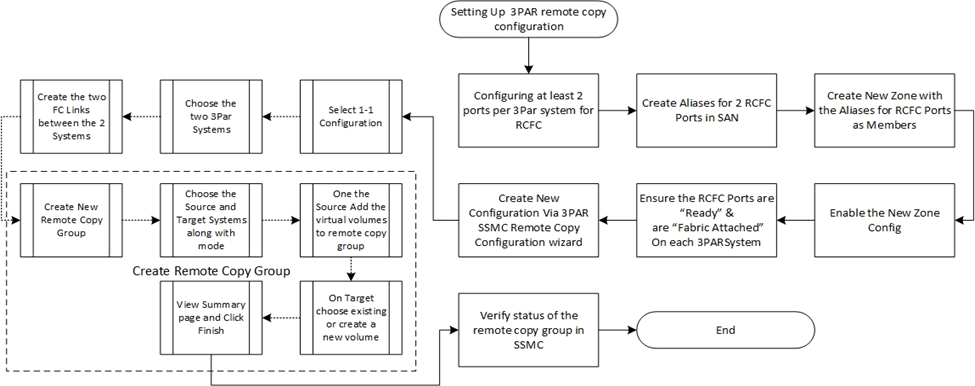 Setting Up 3PAR remote copy
configuration
Configuring at least 2
ports per 3Par system for
RCFC
Create Aliases for 2 RCFC
Ports in SAN
Create New Zone with
the Aliases for RCFC Ports
as Members
Enable the New Zone
Config
Ensure the RCFC Ports are
“Ready” &
are “Fabric Attached”
On each 3PARSystem
Create New
Configuration Via 3PAR
SSMC Remote Copy
Configuration wizard
Select 1-1
Configuration
Choose the
two 3Par
Systems
Create the two
FC Links
between the 2
Systems
Create New
Remote Copy
Group
Choose the
Source and
Target Systems
along with
mode
One the
Source Add the
virtual volumes
to remote copy
group
Create Remote Copy Group
On Target
choose existing
or create a
new volume
View Summary
page and Click
Finish
Verify status of the
remote copy group in
SSMC
End